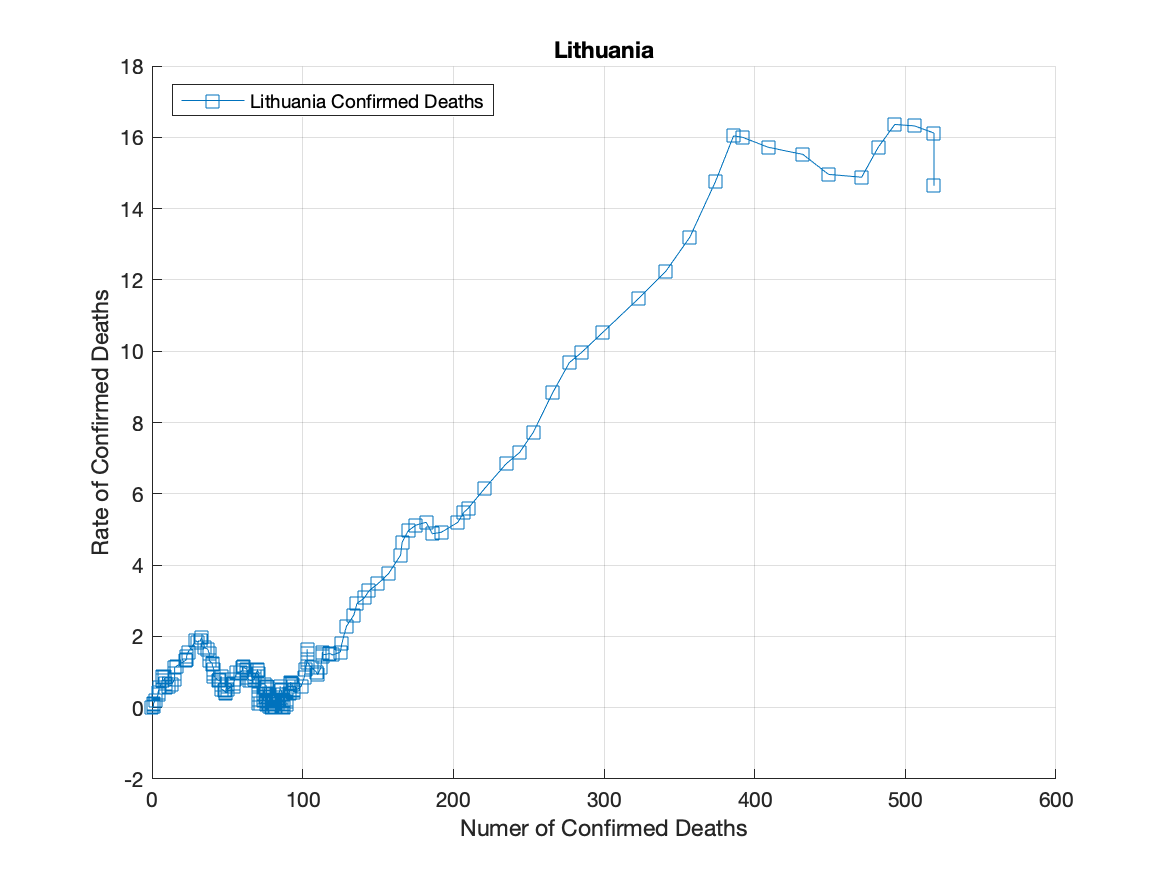 Lithuania
Lithuania Confirmed Deaths
Rate of Confirmed Deaths
18
16
14
12
10
8
6
4
2
0
-2
0 100 200 300 400 500 600
Numer of Confirmed Deaths